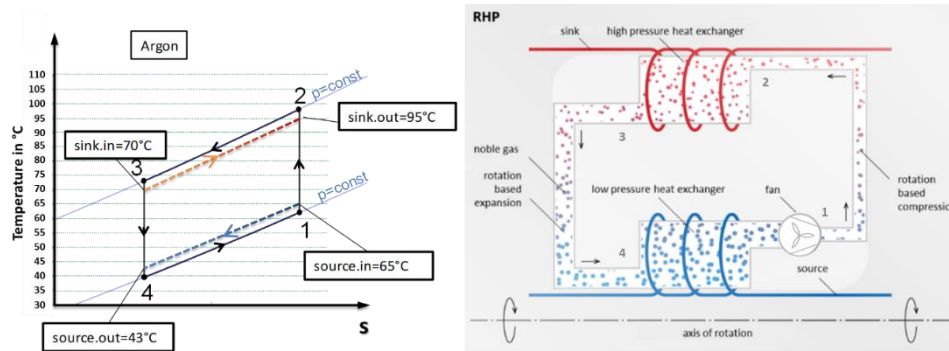 Argon
110
105
100
95
90
85
80
75
70
65
60
55
50
45
40
35
30
Temperature in °C
S
p=const
p=const
2
3
1
4
sink.out=95°C
sink.in=70°C
source.in=65°C
source.out=43°C
RHP
sink
high pressure heat exchanger
2
3
noble gas
rotation
based
expansion
low pressure heat exchanger
fan
1
rotation
based
compressio
4
source
axis of rotation